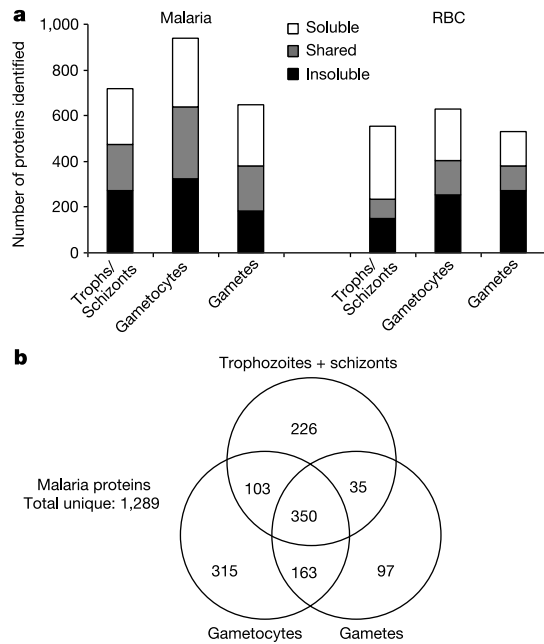 a
Malaria
RBC
Soluble
Shared
Insoluble
Number of proteins identified
1,000
800
600
400
200
0
Trophs/
Schizonts
Gametocytes
Gametes
Trophs/
Schizonts
Gametocytes
Gametes
b
Trophozoites + schizonts
226
Malaria proteins
Total unique: 1,289
103
35
350
315
163
97
Gametocytes
Gametes